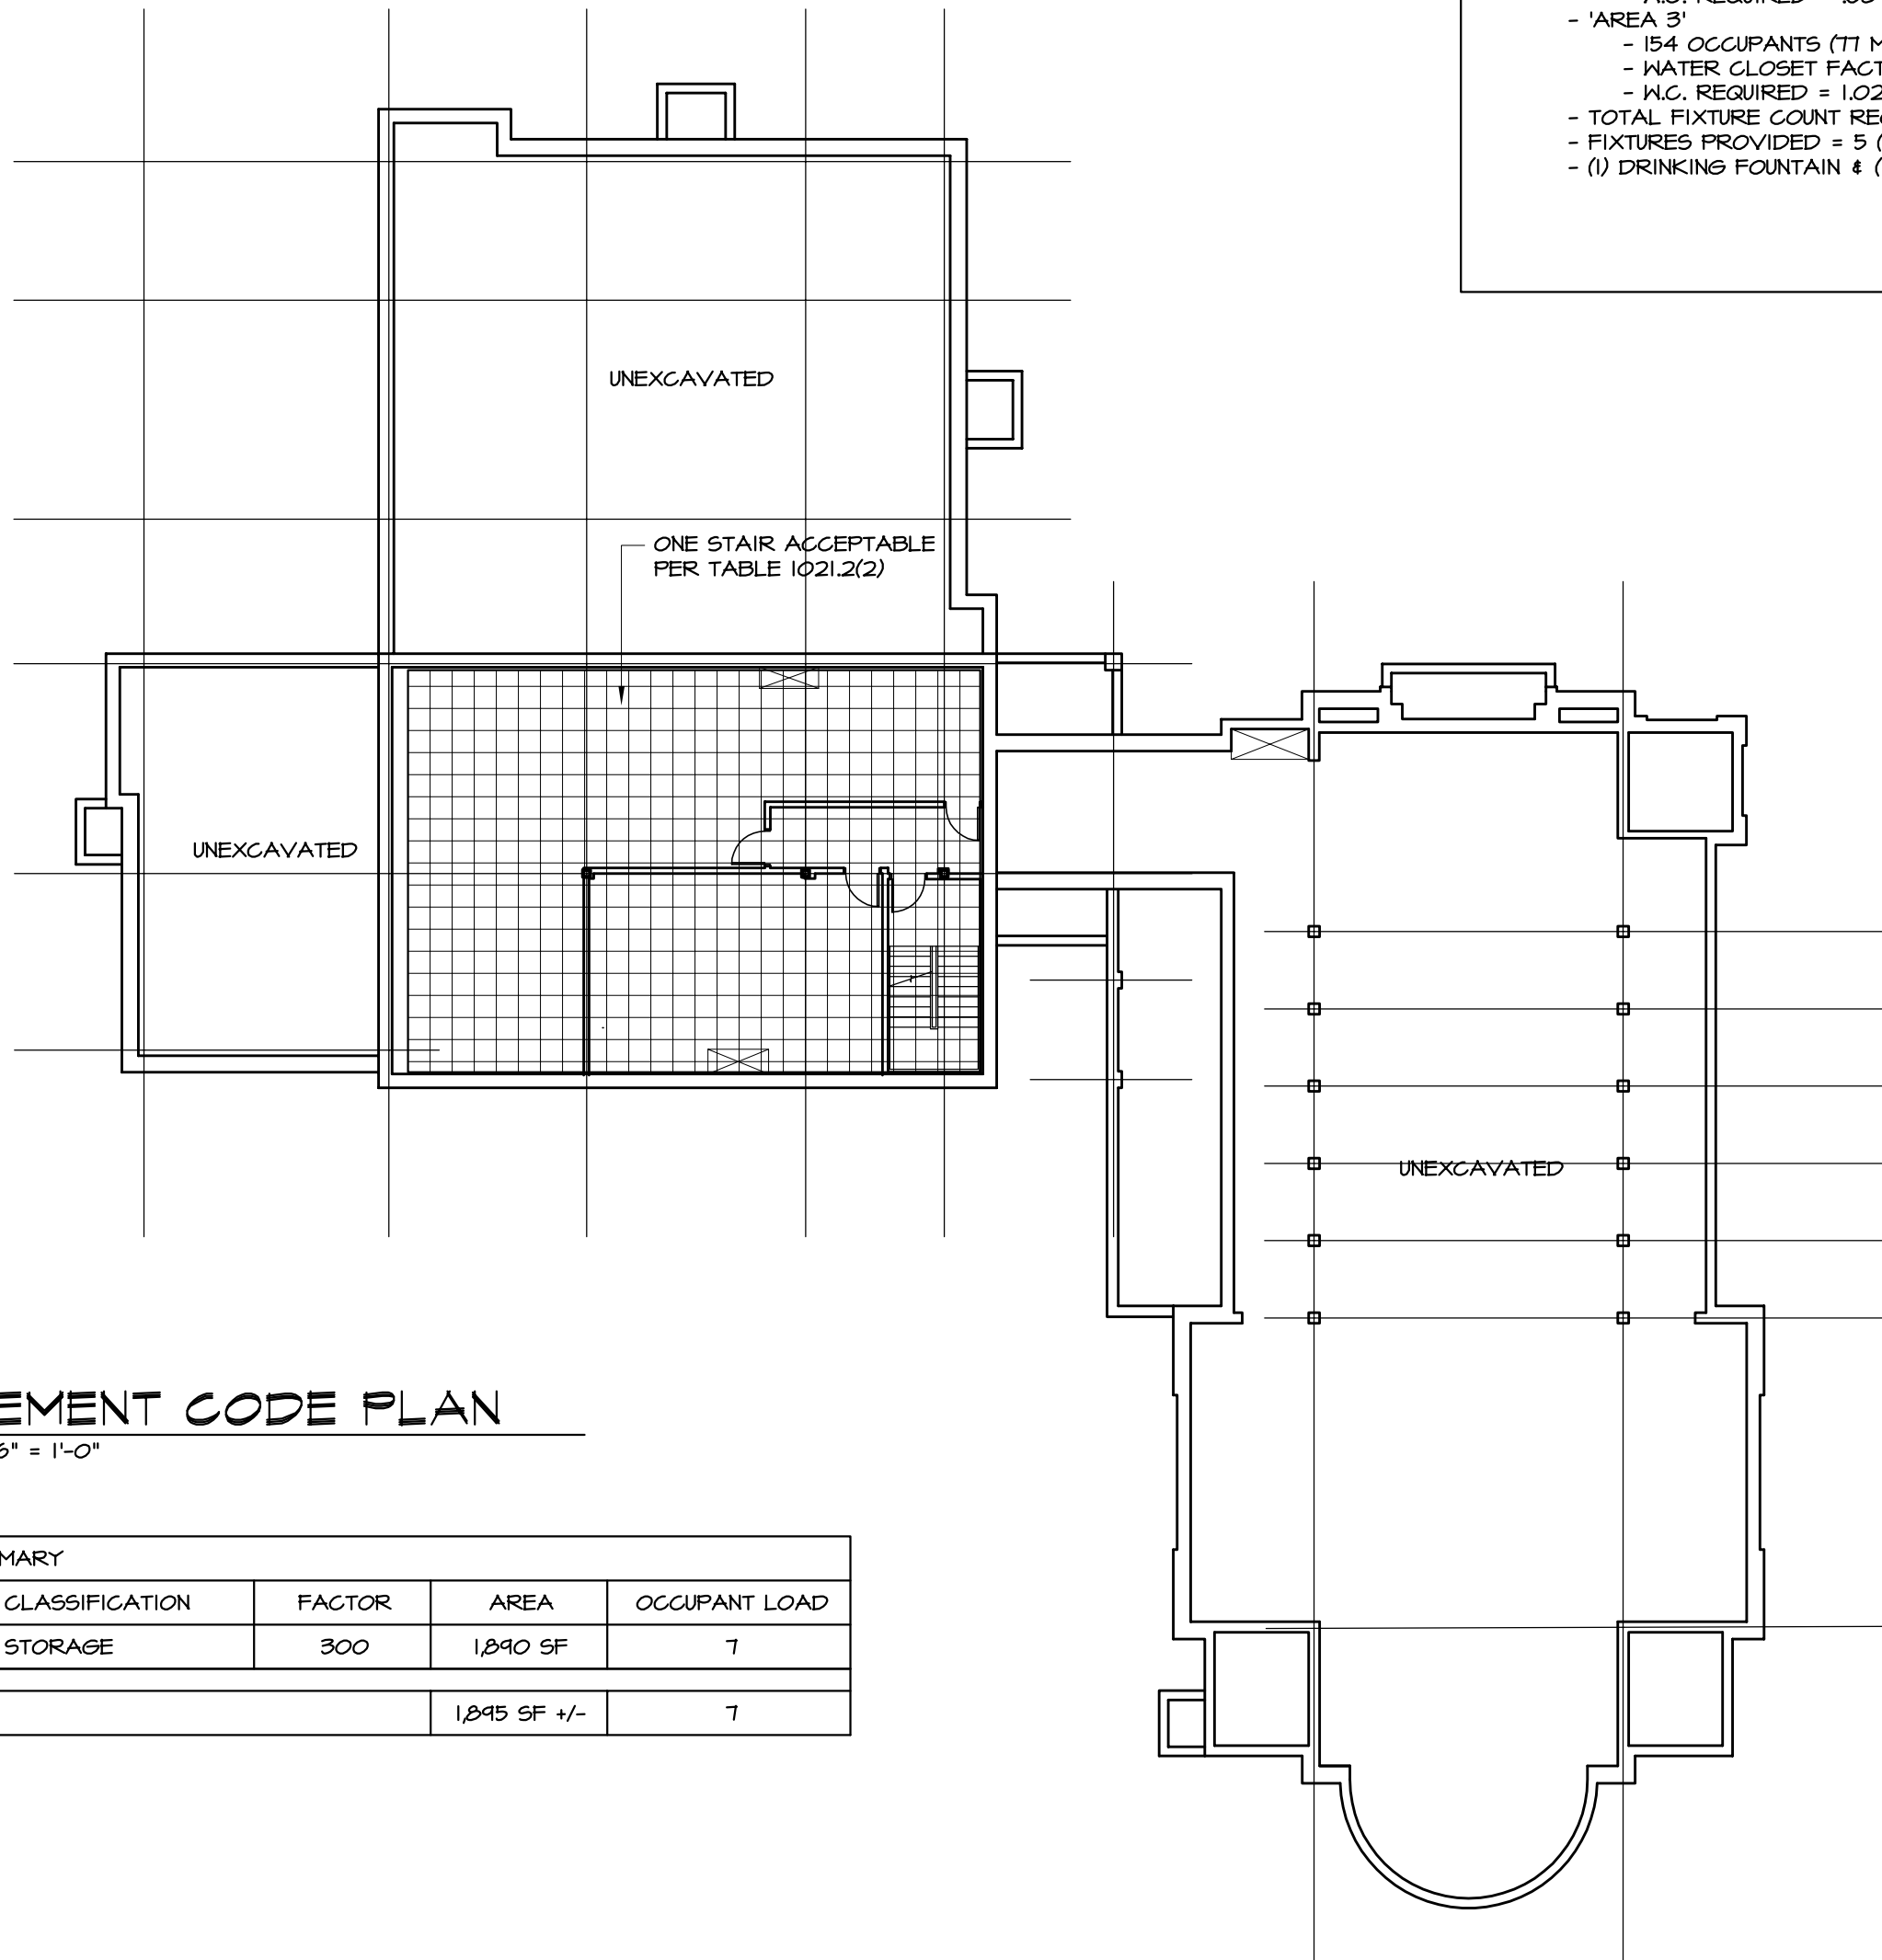 - 'AREA 3'
- 154 OCCUPANTS (77 M
- WATER CLOSET FACT
- W.C. REQUIRED = 1.02
- TOTAL FIXTURE COUNT RE
- FIXTURES PROVIDED = 5 (
- (1) DRINKING FOUNTAIN & (
UNEXCAVATED
ONE STAIR ACCEPTABLE
PER TABLE 1021.2(2)
UNEXCAVATED
UNEXCAVATED
EMENT CODE PLAN
6" = 1'-0"
MARY
CLASSIFICATION FACTOR AREA OCCUPANT LOAD
STORAGE 300 1,890 SF 7
1,895 SF +/- 7